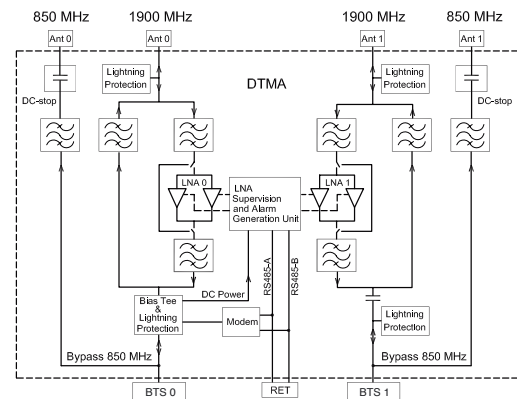 850 MHz
1900 MHz
1900 MHz
850 MHz
Ant 0
Ant 0
Ant 1
Ant 1
Lightning
Protection
DTMA
Lightning
Protection
DC-stop
DC-stop
LNA 0
LNA
Supervision
and Alarm
Generation Unit
LNA 1
RS485-A
RS485-B
DC Power
Bias Tee
&
Lightning
Protection
Modem
Lightning
Protection
Bypass 850 MHz
Bypass 850 MHz
BTS 0
RET
BTS 1